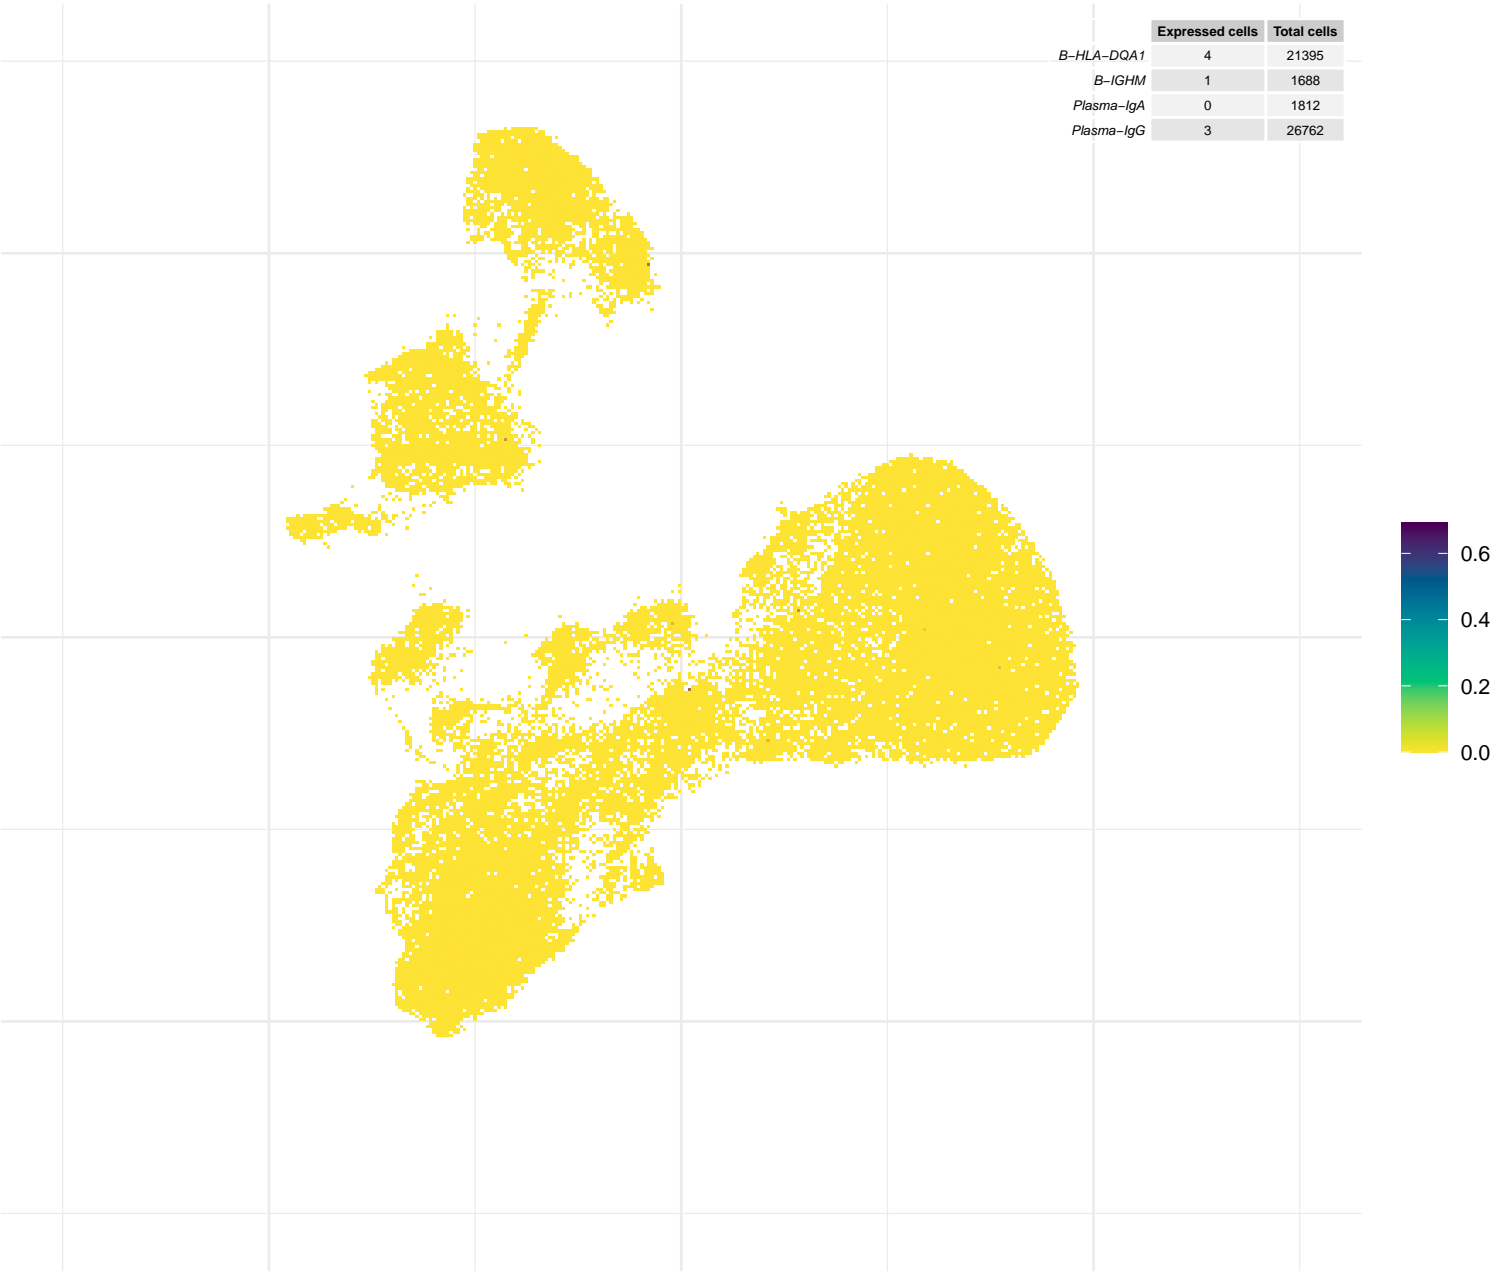 Expressed cells Total cells
B−HLA−DQA1 4 21395
B−IGHM 1 1688
Plasma−IgA 0 1812
Plasma−IgG 3 26762
0.6
0.4
0.2
0.0